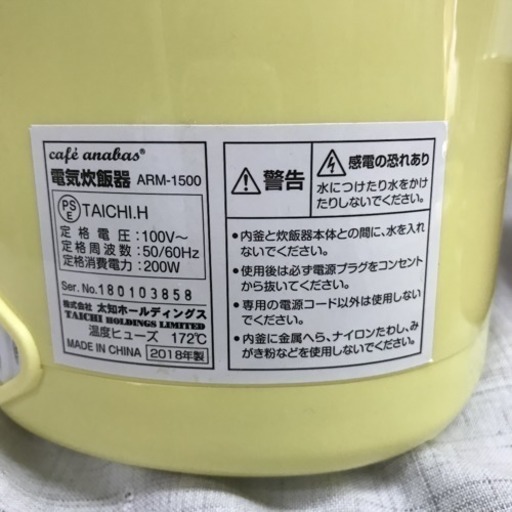 café anabas®
電気炊飯器 ARM-1500
PS
E
TAICHI.H
定格電圧:100V〜
定格周波数:50/60Hz
定格消費電力:200W
Ser.No.180103858
株式会社 太知ホールディングス
TAICHI HOLDINGS LIMITED
温度ヒューズ 172℃
MADE IN CHINA 2018年製
警告
感電の恐れあり
水につけたり水をかけ
たりしないでください。
・内釜と炊飯器本体との間に、水を入れ
ないでください。
・使用後は必ず電源プラグをコンセント
から抜いてください。
・専用の電源コード以外は使用しない
でください。
・内釜に金属へら、ナイロンたわし、み
がき粉などを使用しないでください。